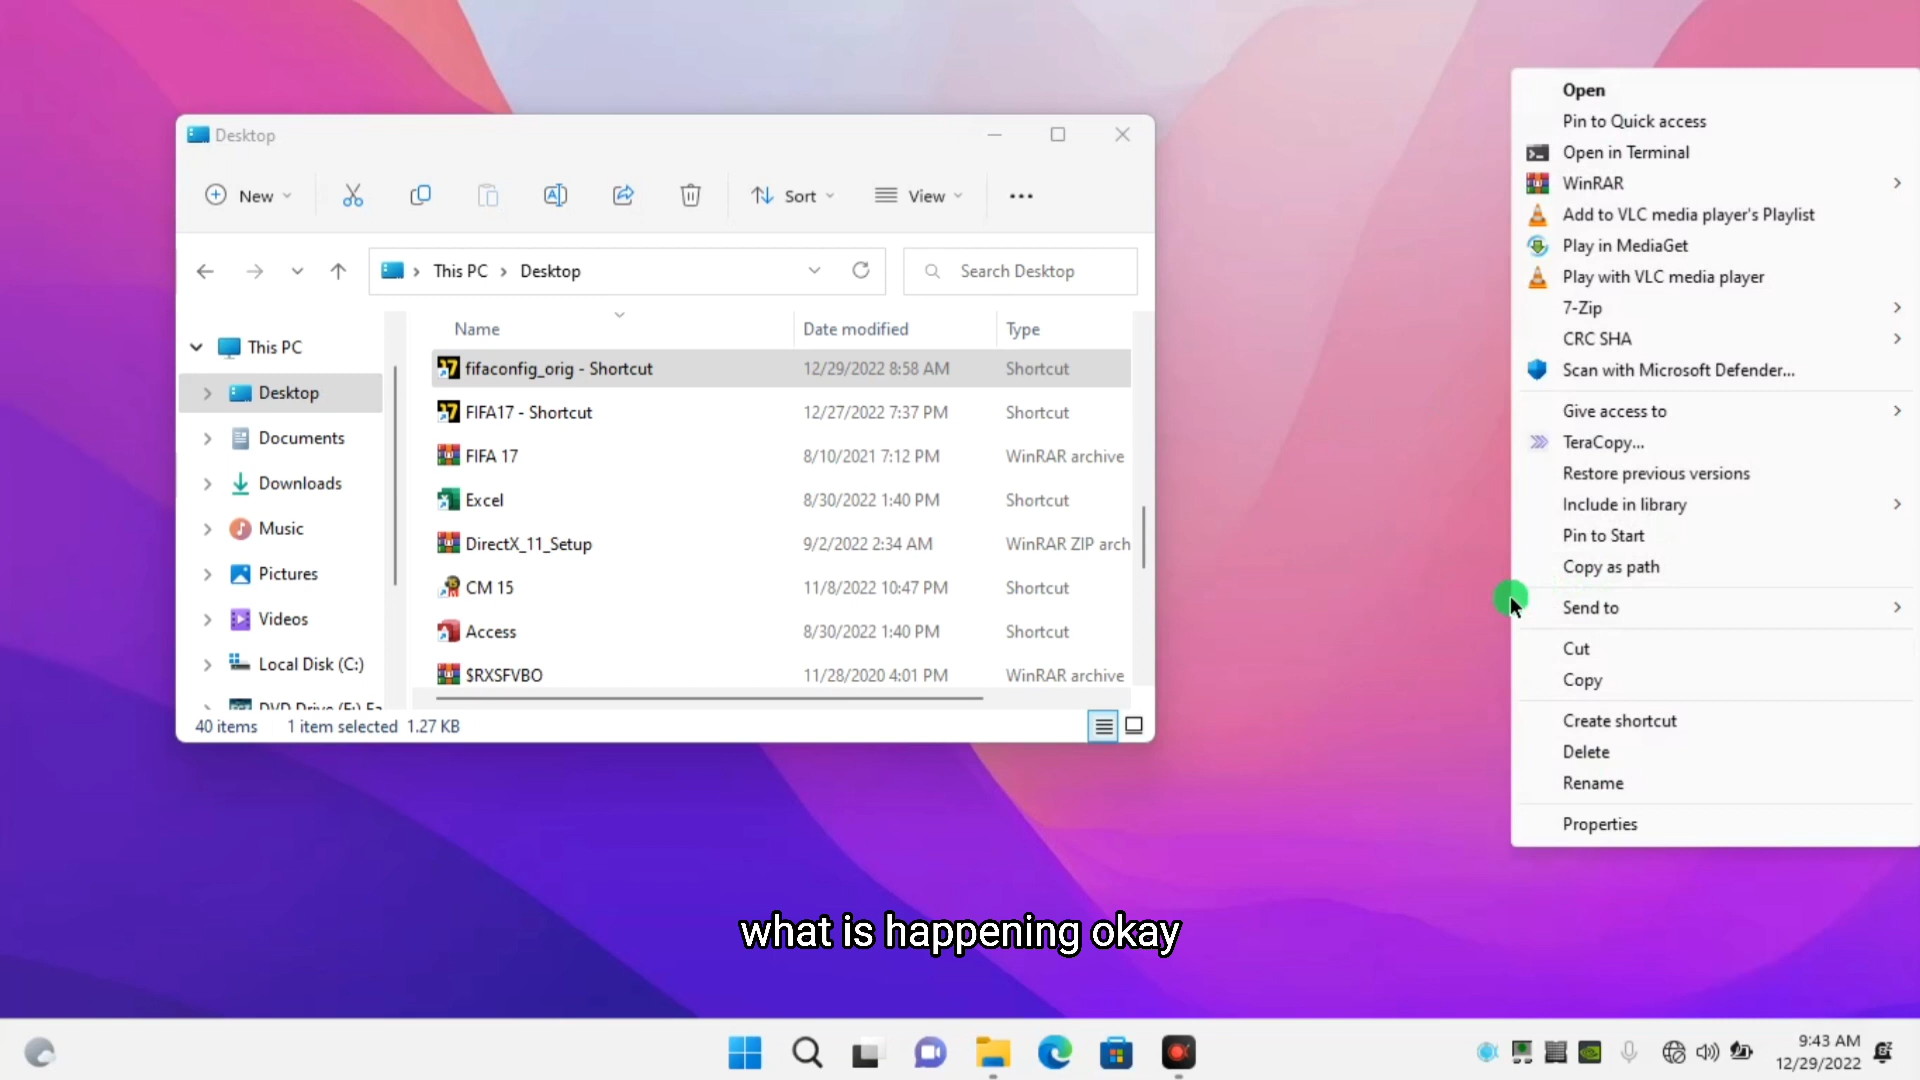 Desktop
New
Sort
View
This PC
Desktop
Search Desktop
Name
Date modified
Type
This PC
Desktop
Documents
Downloads
Music
Pictures
Videos
Local Disk (C:)
fifaconfig_orig - Shortcut 12/29/2022 8:58 AM Shortcut
FIFA17 - Shortcut 12/27/2022 7:37 PM Shortcut
FIFA 17 8/10/2021 7:12 PM WinRAR archive
Excel 8/30/2022 1:40 PM Shortcut
DirectX_11_Setup 9/2/2022 2:34 AM WinRAR ZIP arch
CM 15 11/8/2022 10:47 PM Shortcut
Access 8/30/2022 1:40 PM Shortcut
$RXSFVBO 11/28/2020 4:01 PM WinRAR archive
40 items 1 item selected 1.27 KB
Open
Pin to Quick access
Open in Terminal
WinRAR
Add to VLC media player's Playlist
Play in MediaGet
Play with VLC media player
7-Zip
CRC SHA
Scan with Microsoft Defender...
Give access to
TeraCopy...
Restore previous versions
Include in library
Pin to Start
Copy as path
Send to
Cut
Copy
Create shortcut
Delete
Rename
Properties
what is happening okay
9:43 AM
12/29/2022